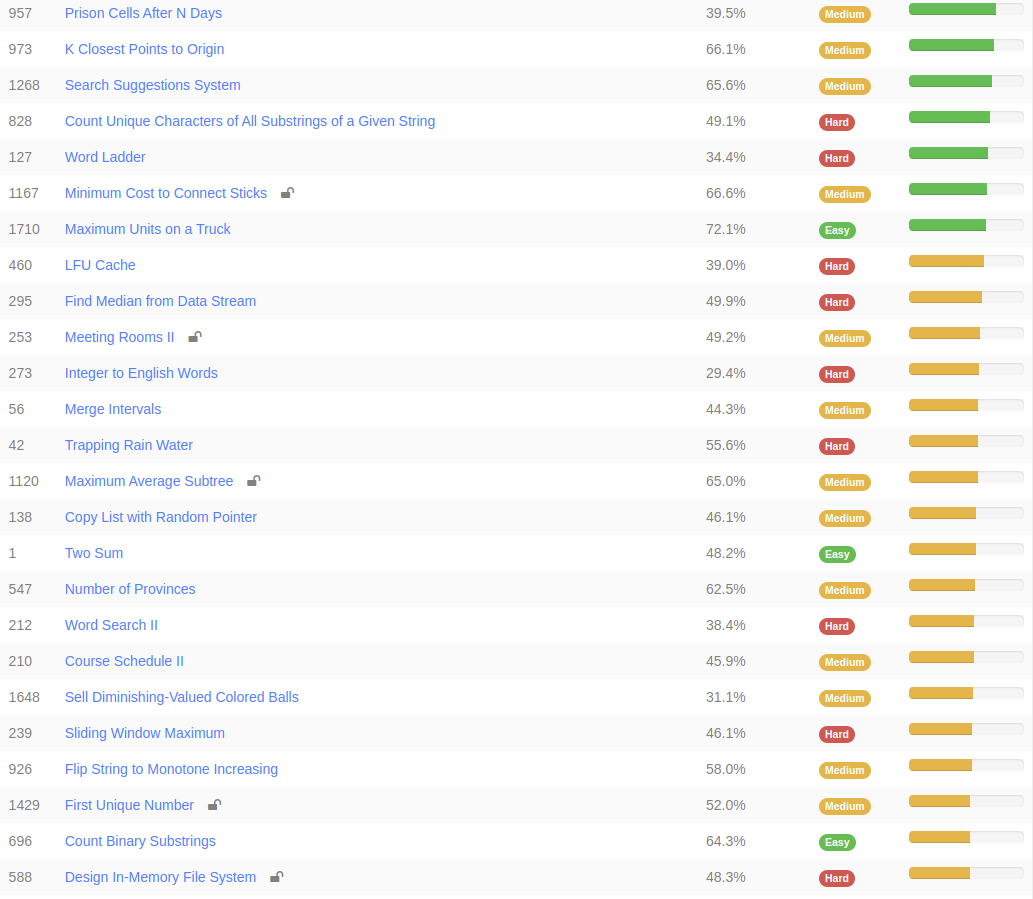 957 Prison Cells After N Days 39.5% Medium
973 K Closest Points to Origin 66.1% Medium
1268 Search Suggestions System 65.6% Medium
828 Count Unique Characters of All Substrings of a Given String 49.1% Hard
127 Word Ladder 34.4% Hard
1167 Minimum Cost to Connect Sticks 66.6% Medium
1710 Maximum Units on a Truck 72.1% Easy
460 LFU Cache 39.0% Hard
295 Find Median from Data Stream 49.9% Hard
253 Meeting Rooms II 49.2% Medium
273 Integer to English Words 29.4% Hard
56 Merge Intervals 44.3% Medium
42 Trapping Rain Water 55.6% Hard
1120 Maximum Average Subtree 65.0% Medium
138 Copy List with Random Pointer 46.1% Medium
1 Two Sum 48.2% Easy
547 Number of Provinces 62.5% Medium
212 Word Search II 38.4% Hard
210 Course Schedule II 45.9% Medium
1648 Sell Diminishing-Valued Colored Balls 31.1% Medium
239 Sliding Window Maximum 46.1% Hard
926 Flip String to Monotone Increasing 58.0% Medium
1429 First Unique Number 52.0% Medium
696 Count Binary Substrings 64.3% Easy
588 Design In-Memory File System 48.3% Hard